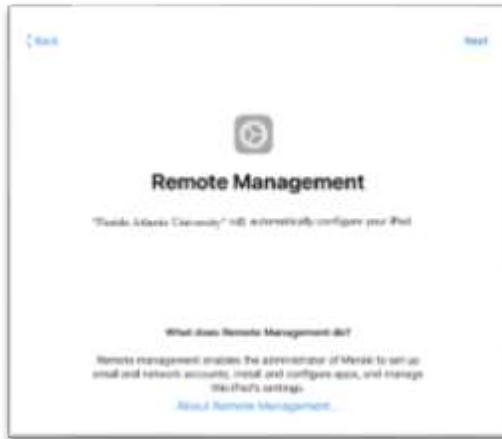 Back
Next
Remote Management
"Florida Atlantic University" will automatically configure your iPad
What does Remote Management do?
Remote management enables the administrator of Meraki to set up
email and network accounts, install and configure apps, and manage
this iPad's settings.
About Remote Management...